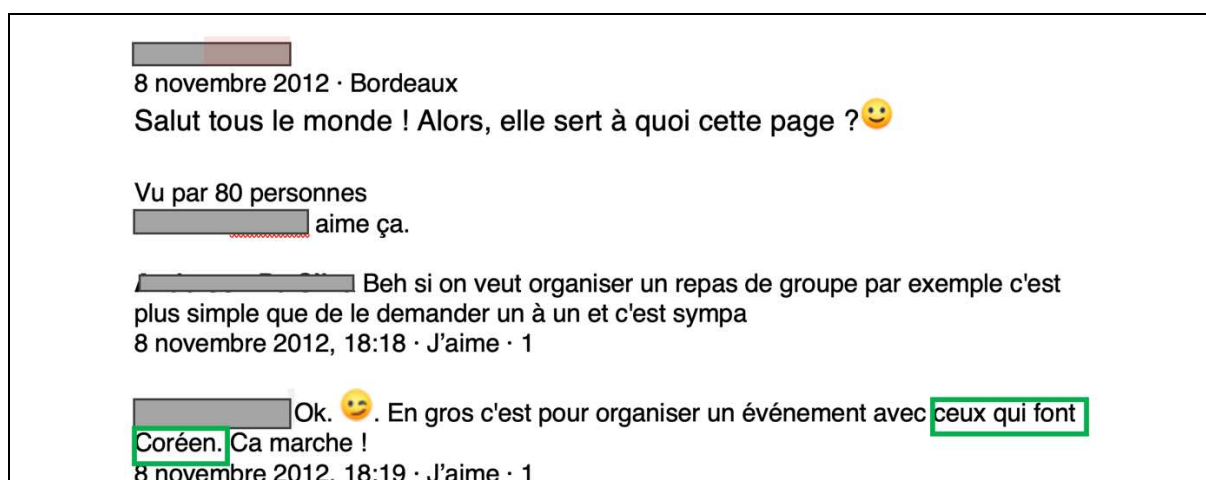 8 novembre 2012 · Bordeaux
Salut tous le monde ! Alors, elle sert à quoi cette page ?🙂
Vu par 80 personnes
aime ça.
Beh si on veut organiser un repas de groupe par exemple c'est
plus simple que de le demander un à un et c'est sympa
8 novembre 2012, 18:18 · J'aime · 1
Ok. 😉. En gros c'est pour organiser un événement avec ceux qui font
Coréen. Ca marche !
8 novembre 2012, 18:19 · J'aime · 1